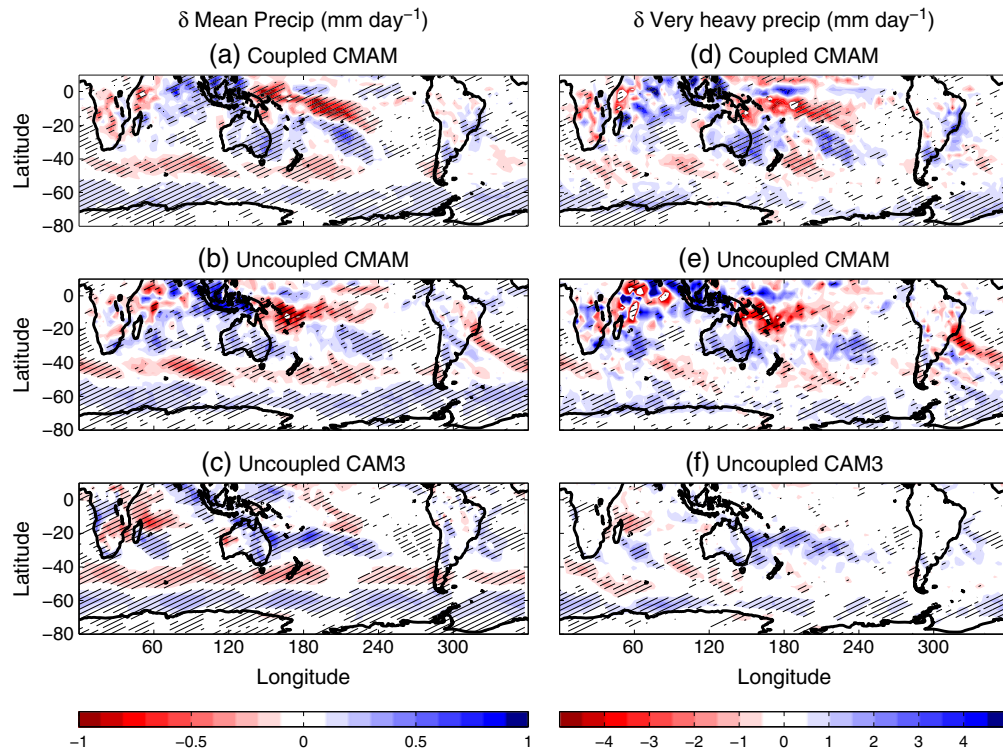 δ Mean Precip (mm day⁻¹)
δ Very heavy precip (mm day⁻¹)
(a) Coupled CMAM
(d) Coupled CMAM
Latitude
0
−20
−40
−60
−80
(b) Uncoupled CMAM
(e) Uncoupled CMAM
Latitude
0
−20
−40
−60
−80
(c) Uncoupled CAM3
(f) Uncoupled CAM3
Latitude
0
−20
−40
−60
−80
60 120 180 240 300
60 120 180 240 300
Longitude
Longitude
−1 −0.5 0 0.5 1
−4 −3 −2 −1 0 1 2 3 4